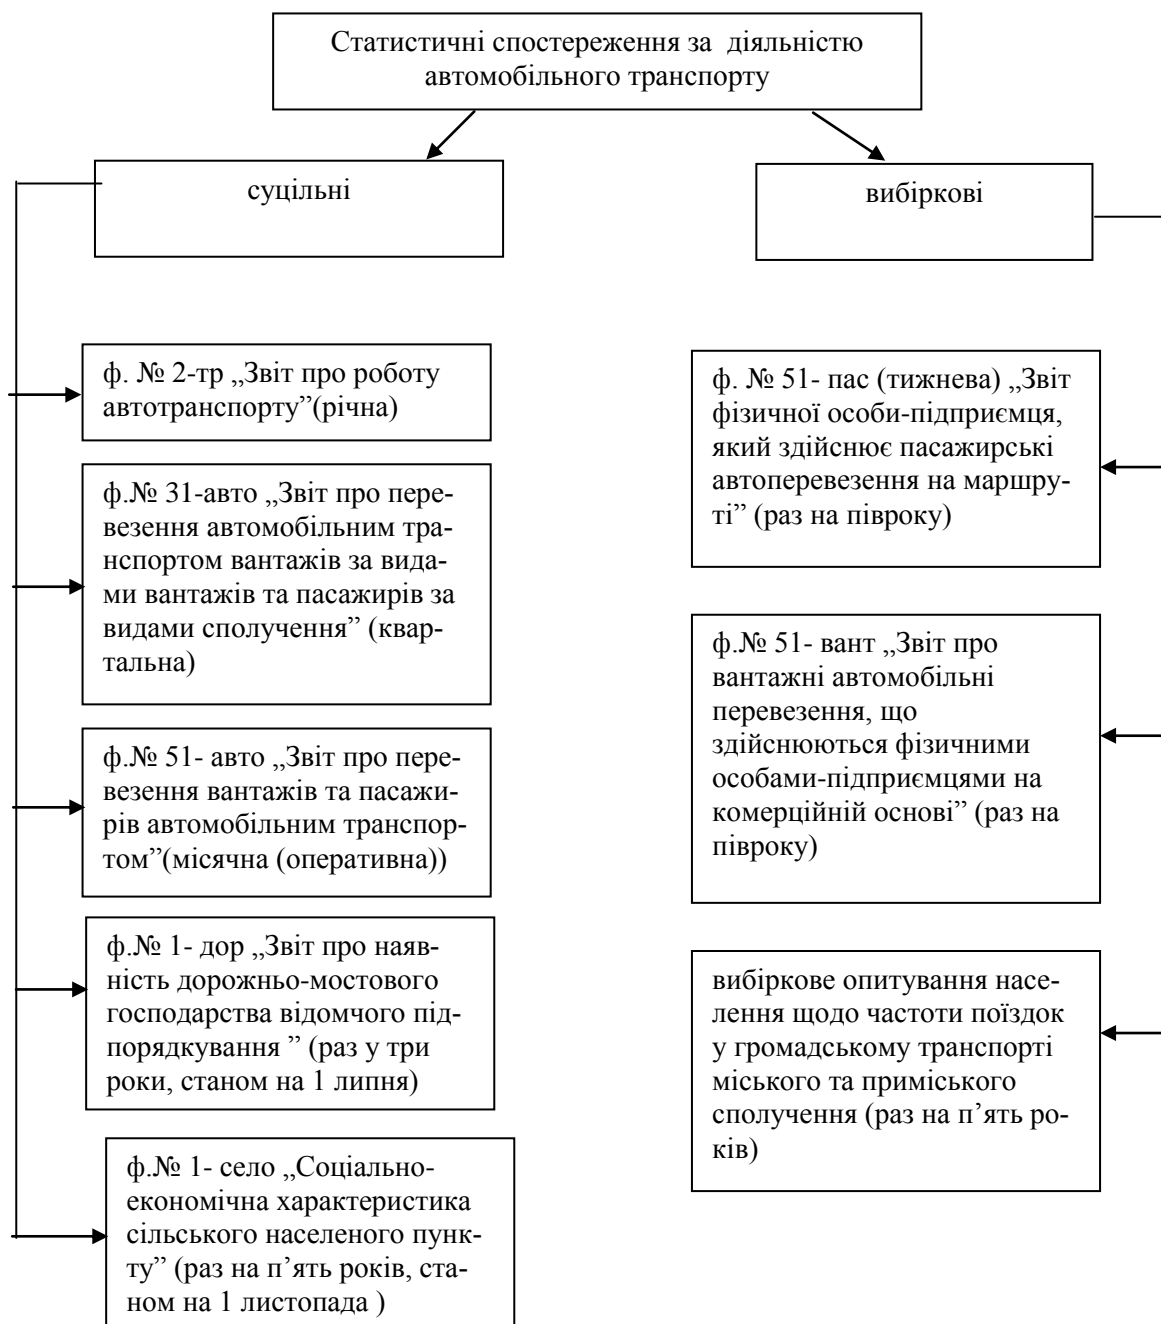 Статистичні спостереження за діяльністю
автомобільного транспорту
суцільні
вибіркові
ф. № 2-тр „Звіт про роботу
автотранспорту”(річна)
ф.№ 31-авто „Звіт про пере-
везення автомобільним тра-
нспортом вантажів за вида-
ми вантажів та пасажирів за
видами сполучення” (квар-
тальна)
ф.№ 51- авто „Звіт про пере-
везення вантажів та пасажи-
рів автомобільним транспор-
том”(місячна (оперативна))
ф.№ 1- дор „Звіт про наяв-
ність дорожньо-мостового
господарства відомчого під-
порядкування ” (раз у три
роки, станом на 1 липня)
ф.№ 1- село „Соціально-
економічна характеристика
сільського населеного пунк-
ту” (раз на п’ять років, ста-
ном на 1 листопада )
ф. № 51- пас (тижнева) „Звіт
фізичної особи-підприємця,
який здійснює пасажирські
автоперевезення на маршру-
ті” (раз на півроку)
ф.№ 51- вант „Звіт про
вантажні автомобільні
перевезення, що
здійснюються фізичними
особами-підприємцями на
комерційній основі” (раз на
півроку)
вибіркове опитування насе-
лення щодо частоти поїздок
у громадському транспорті
міського та приміського
сполучення (раз на п’ять ро-
ків)